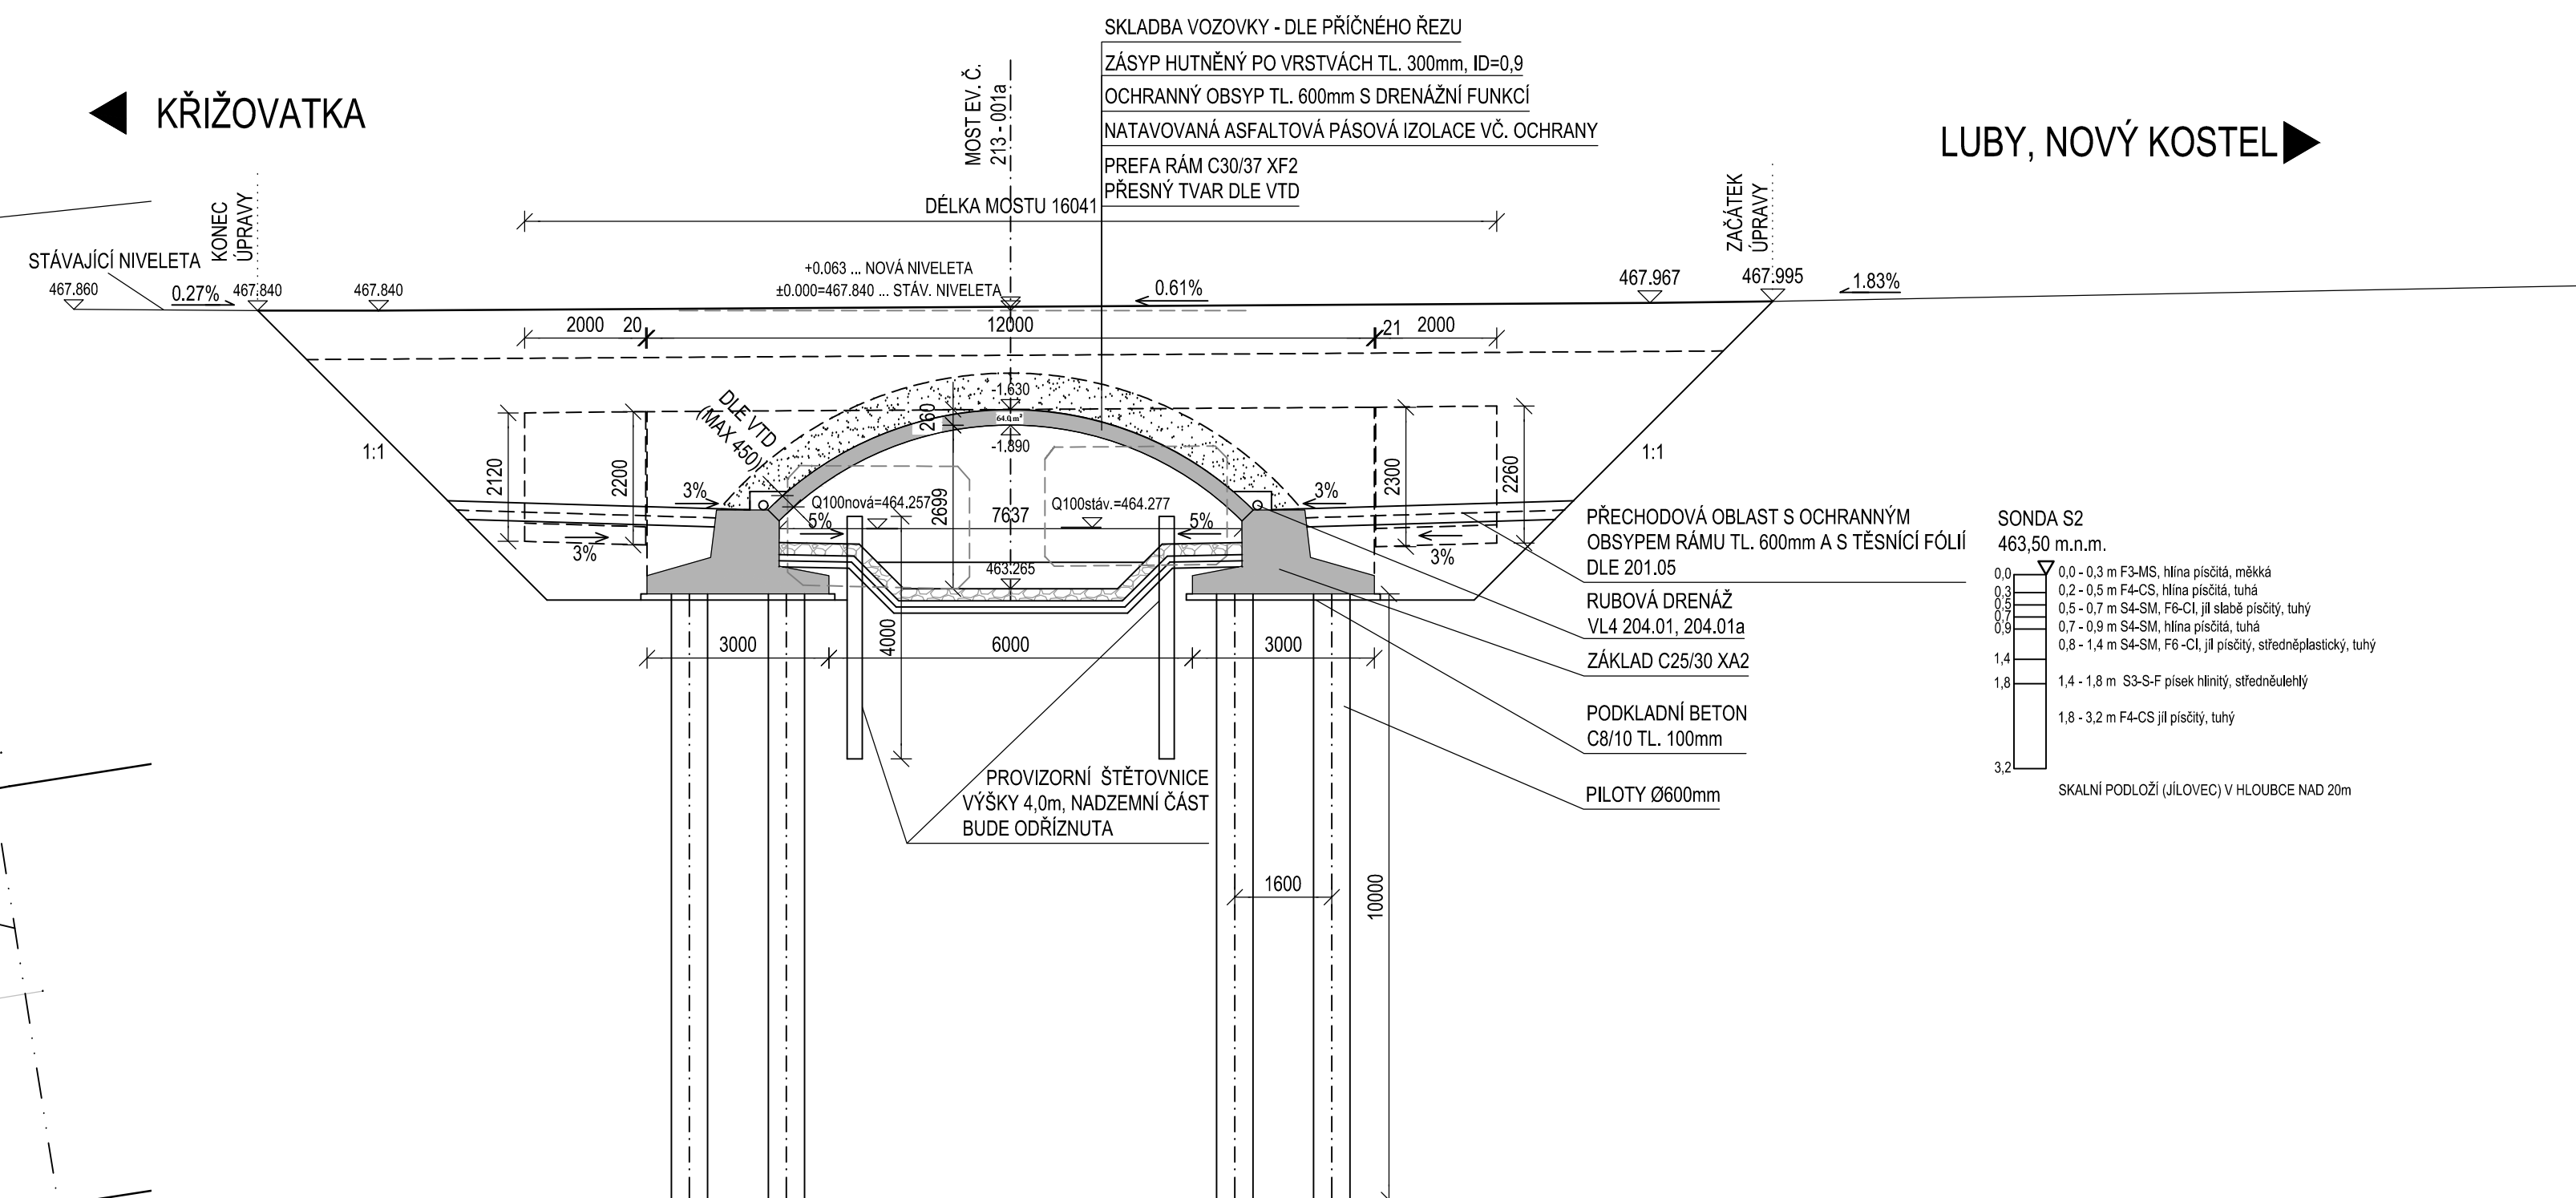 SKLADBA VOZOVKY - DLE PŘÍČNÉHO ŘEZU
ZÁSYP HUTNĚNÝ PO VRSTVÁCH TL. 300mm, ID=0,9
OCHRANNÝ OBSYP TL. 600mm S DRENÁŽNÍ FUNKCÍ
NATAVOVANÁ ASFALTOVÁ PÁSOVÁ IZOLACE VČ. OCHRANY
PREFA RÁM C30/37 XF2
PŘESNÝ TVAR DLE VTD
MOST EV. Č.
213 - 001a
KŘIŽOVATKA
LUBY, NOVÝ KOSTEL
DÉLKA MOSTU 16041
KONEC
ÚPRAVY
ZAČÁTEK
ÚPRAVY
STÁVAJÍCÍ NIVELETA
467.860
0.27%
467.840
467.840
+0.063 ... NOVÁ NIVELETA
±0.000=467.840 ... STÁV. NIVELETA
0.61%
467.967
467.995
1.83%
2000
20
12000
21
2000
DLE VTD
(MAX 450)
260
-1.630
64.0 m²
-1.890
1:1
1:1
2120
2200
2300
2260
3%
3%
Q100nová=464.257
2699
7637
Q100stáv.=464.277
5%
5%
3%
3%
463.265
3000
6000
3000
4000
PŘECHODOVÁ OBLAST S OCHRANNÝM
OBSYPEM RÁMU TL. 600mm A S TĚSNÍCÍ FÓLIÍ
DLE 201.05
RUBOVÁ DRENÁŽ
VL4 204.01, 204.01a
ZÁKLAD C25/30 XA2
PODKLADNÍ BETON
C8/10 TL. 100mm
PILOTY Ø600mm
PROVIZORNÍ ŠTĚTOVNICE
VÝŠKY 4,0m, NADZEMNÍ ČÁST
BUDE ODŘÍZNUTA
1600
10000
SONDA S2
463,50 m.n.m.
0,0
0,3
0,5
0,7
0,9
1,4
1,8
3,2
0,0 - 0,3 m F3-MS, hlína písčitá, měkká
0,2 - 0,5 m F4-CS, hlína písčitá, tuhá
0,5 - 0,7 m S4-SM, F6-CI, jíl slabě písčitý, tuhý
0,7 - 0,9 m S4-SM, hlína písčitá, tuhá
0,8 - 1,4 m S4-SM, F6 -CI, jíl písčitý, středněplastický, tuhý
1,4 - 1,8 m S3-S-F písek hlinitý, středněulehlý
1,8 - 3,2 m F4-CS jíl písčitý, tuhý
SKALNÍ PODLOŽÍ (JÍLOVEC) V HLOUBCE NAD 20m